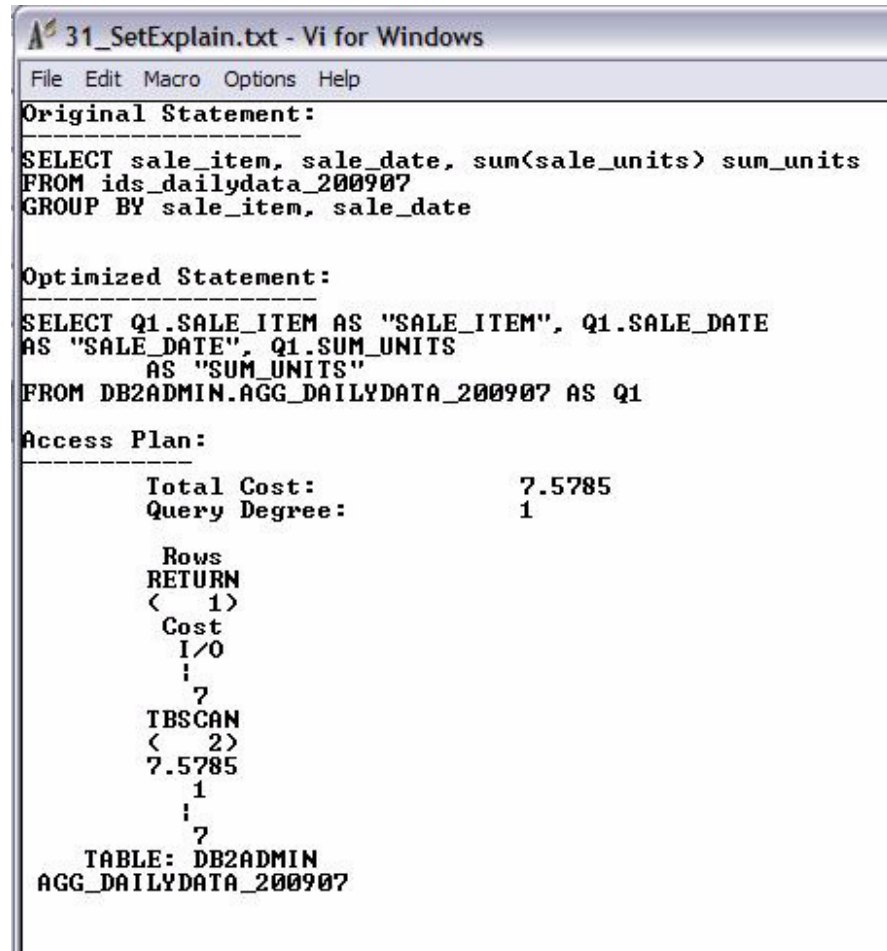 31_SetExplain.txt - Vi for Windows
File Edit Macro Options Help
Original Statement:
-------------------
SELECT sale_item, sale_date, sum(sale_units) sum_units
FROM ids_dailydata_200907
GROUP BY sale_item, sale_date
Optimized Statement:
--------------------
SELECT Q1.SALE_ITEM AS "SALE_ITEM", Q1.SALE_DATE
AS "SALE_DATE", Q1.SUM_UNITS
AS "SUM_UNITS"
FROM DB2ADMIN.AGG_DAILYDATA_200907 AS Q1
Access Plan:
-----------
Total Cost: 7.5785
Query Degree: 1
Rows
RETURN
( 1)
Cost
I/O
|
7
TBSCAN
( 2)
7.5785
1
|
7
TABLE: DB2ADMIN
AGG_DAILYDATA_200907